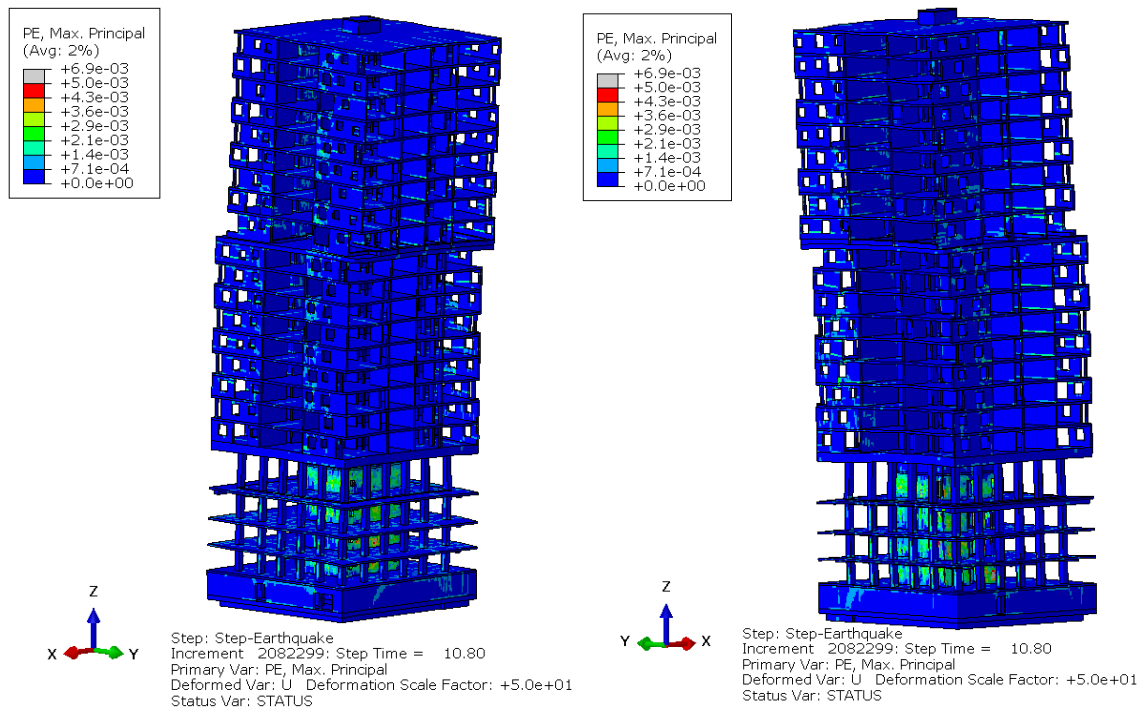 PE, Max. Principal
(Avg: 2%)
+6.9e-03
+5.0e-03
+4.3e-03
+3.6e-03
+2.9e-03
+2.1e-03
+1.4e-03
+7.1e-04
+0.0e+00
Z
X
Y
Step: Step-Earthquake
Increment 2082299: Step Time = 10.80
Primary Var: PE, Max. Principal
Deformed Var: U Deformation Scale Factor: +5.0e+01
Status Var: STATUS
PE, Max. Principal
(Avg: 2%)
+6.9e-03
+5.0e-03
+4.3e-03
+3.6e-03
+2.9e-03
+2.1e-03
+1.4e-03
+7.1e-04
+0.0e+00
Z
Y
X
Step: Step-Earthquake
Increment 2082299: Step Time = 10.80
Primary Var: PE, Max. Principal
Deformed Var: U Deformation Scale Factor: +5.0e+01
Status Var: STATUS